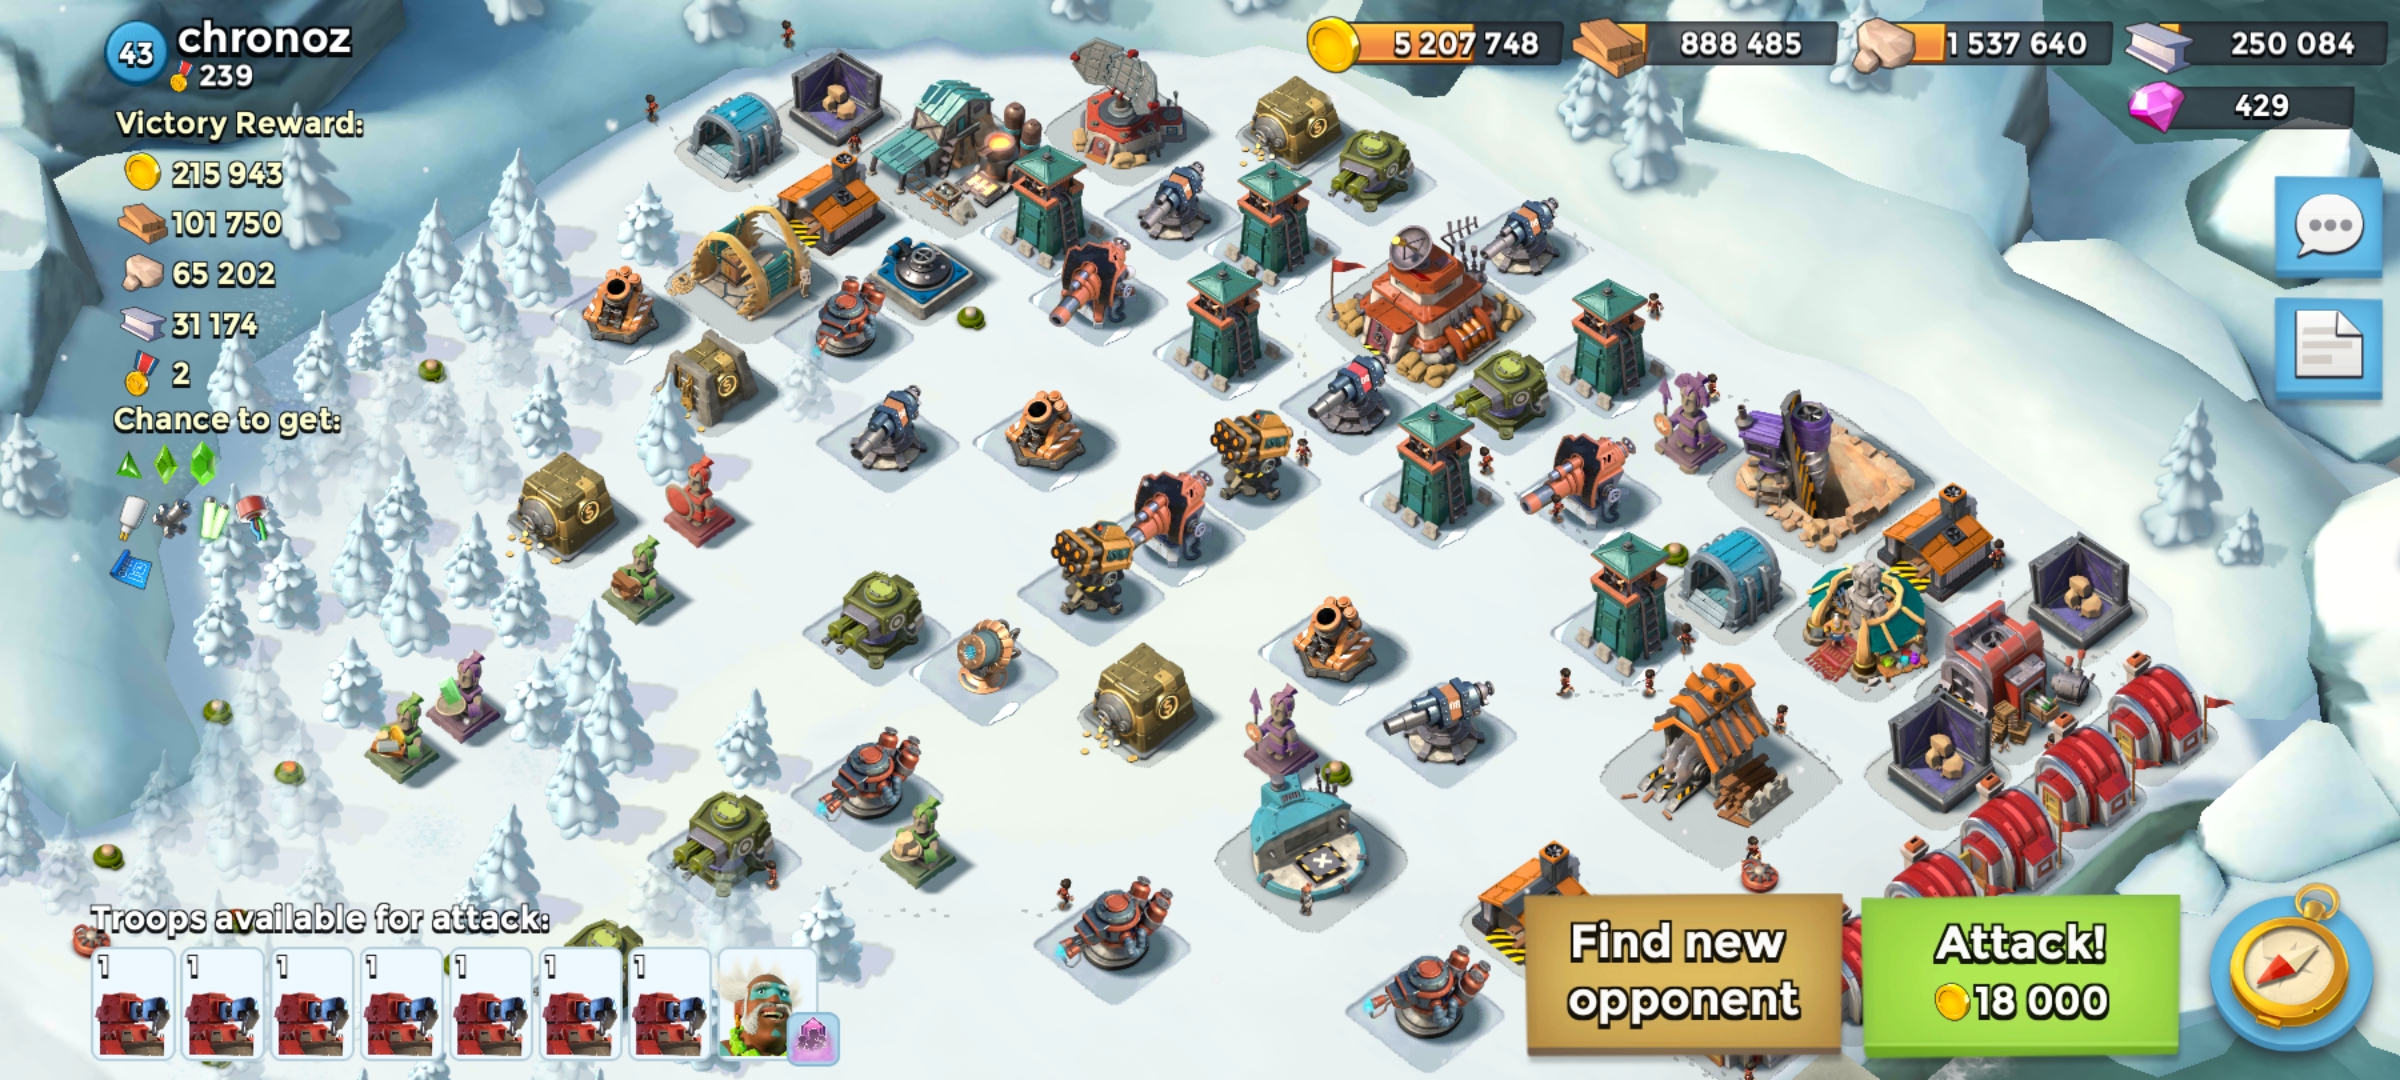 43 chronoz
239
5 207 748
888 485
1 537 640
250 084
429
Victory Reward:
215 943
101 750
65 202
31 174
2
Chance to get:
Troops available for attack:
1 1 1 1 1 1 1
Find new
opponent
Attack!
18 000